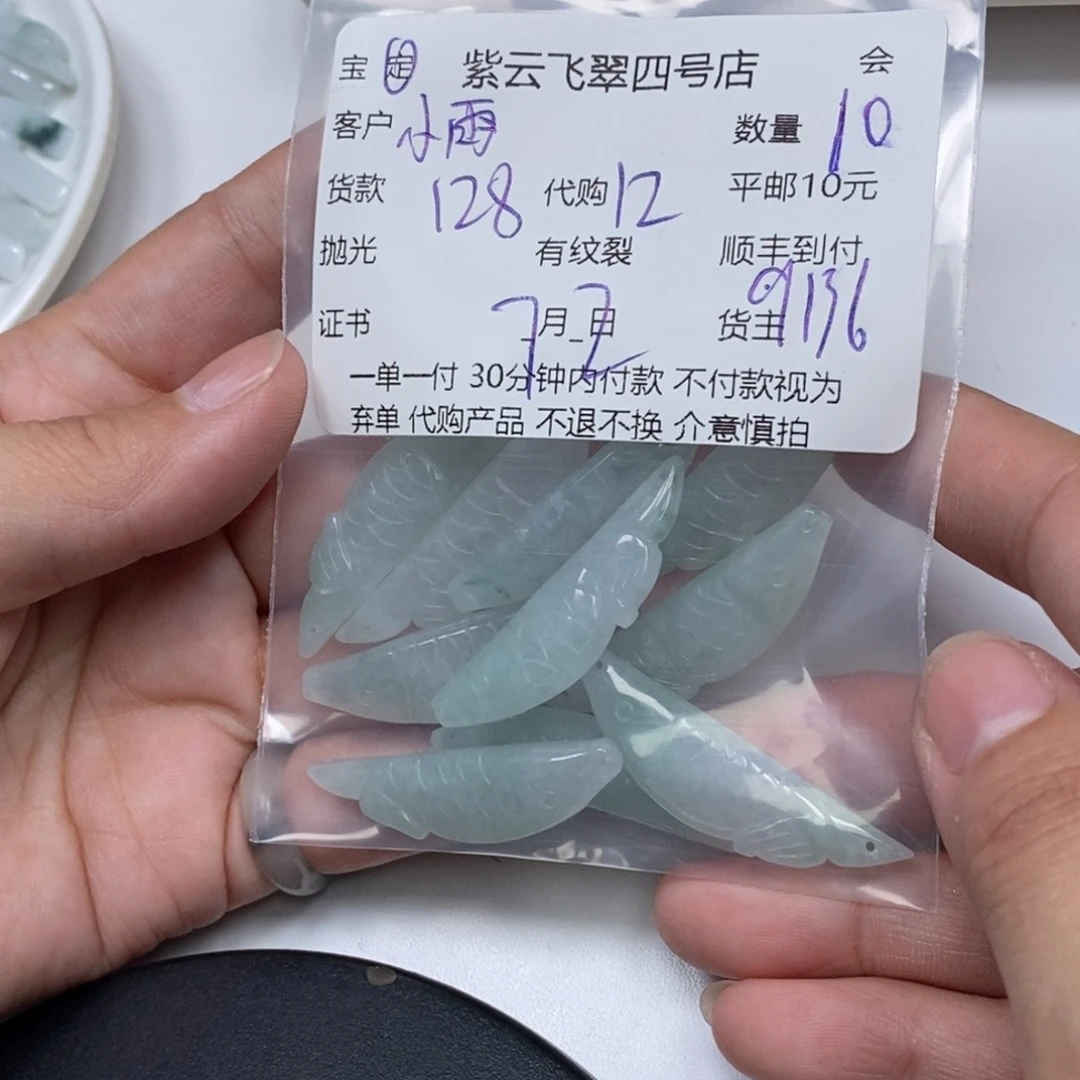 宝 走 紫云飞翠四号店 会
客户 小雨 数量 10
货款 128 代购 12 平邮10元
抛光 有纹裂 顺丰到付
证书 7月2日 货主 9136
一单一付 30分钟内付款 不付款视为
弃单 代购产品 不退不换 介意慎拍